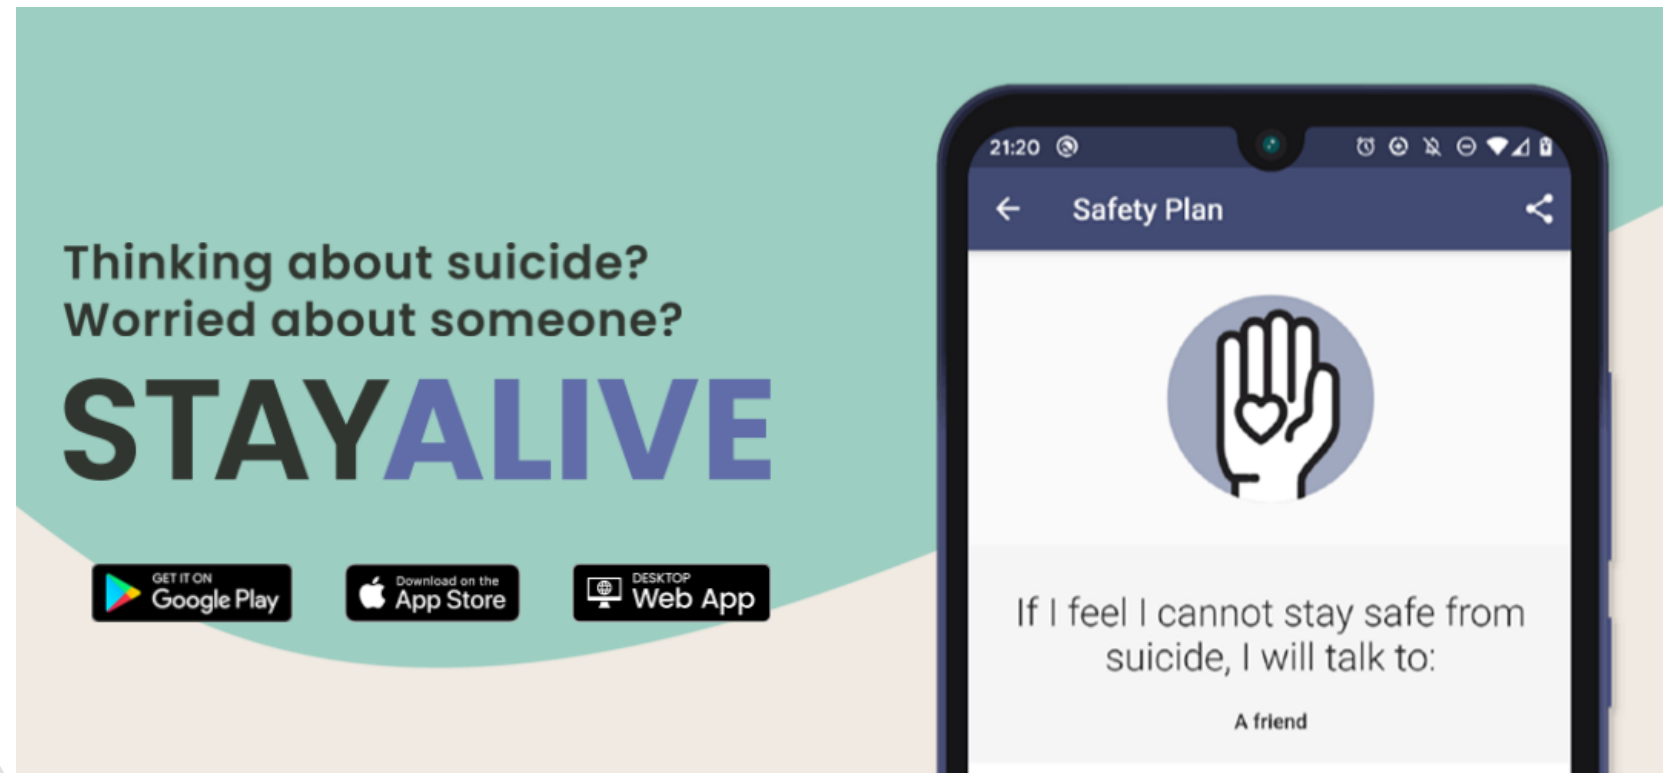 Thinking about suicide?
Worried about someone?
STAYALIVE
GET IT ON
Google Play
Download on the
App Store
DESKTOP
Web App
21:20
Safety Plan
If I feel I cannot stay safe from
suicide, I will talk to:
A friend